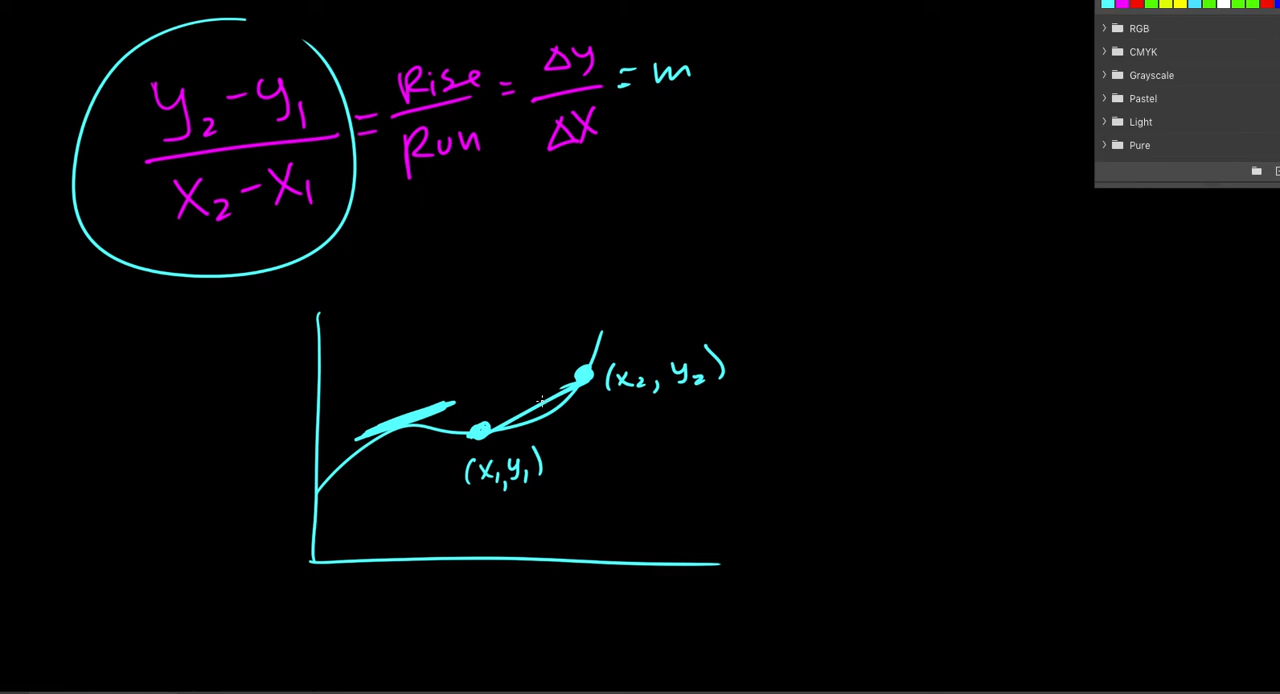 y₂ - y₁ / x₂ - x₁ = Rise / Run = Δy / Δx = m
(x₂, y₂)
(x₁, y₁)
RGB
CMYK
Grayscale
Pastel
Light
Pure